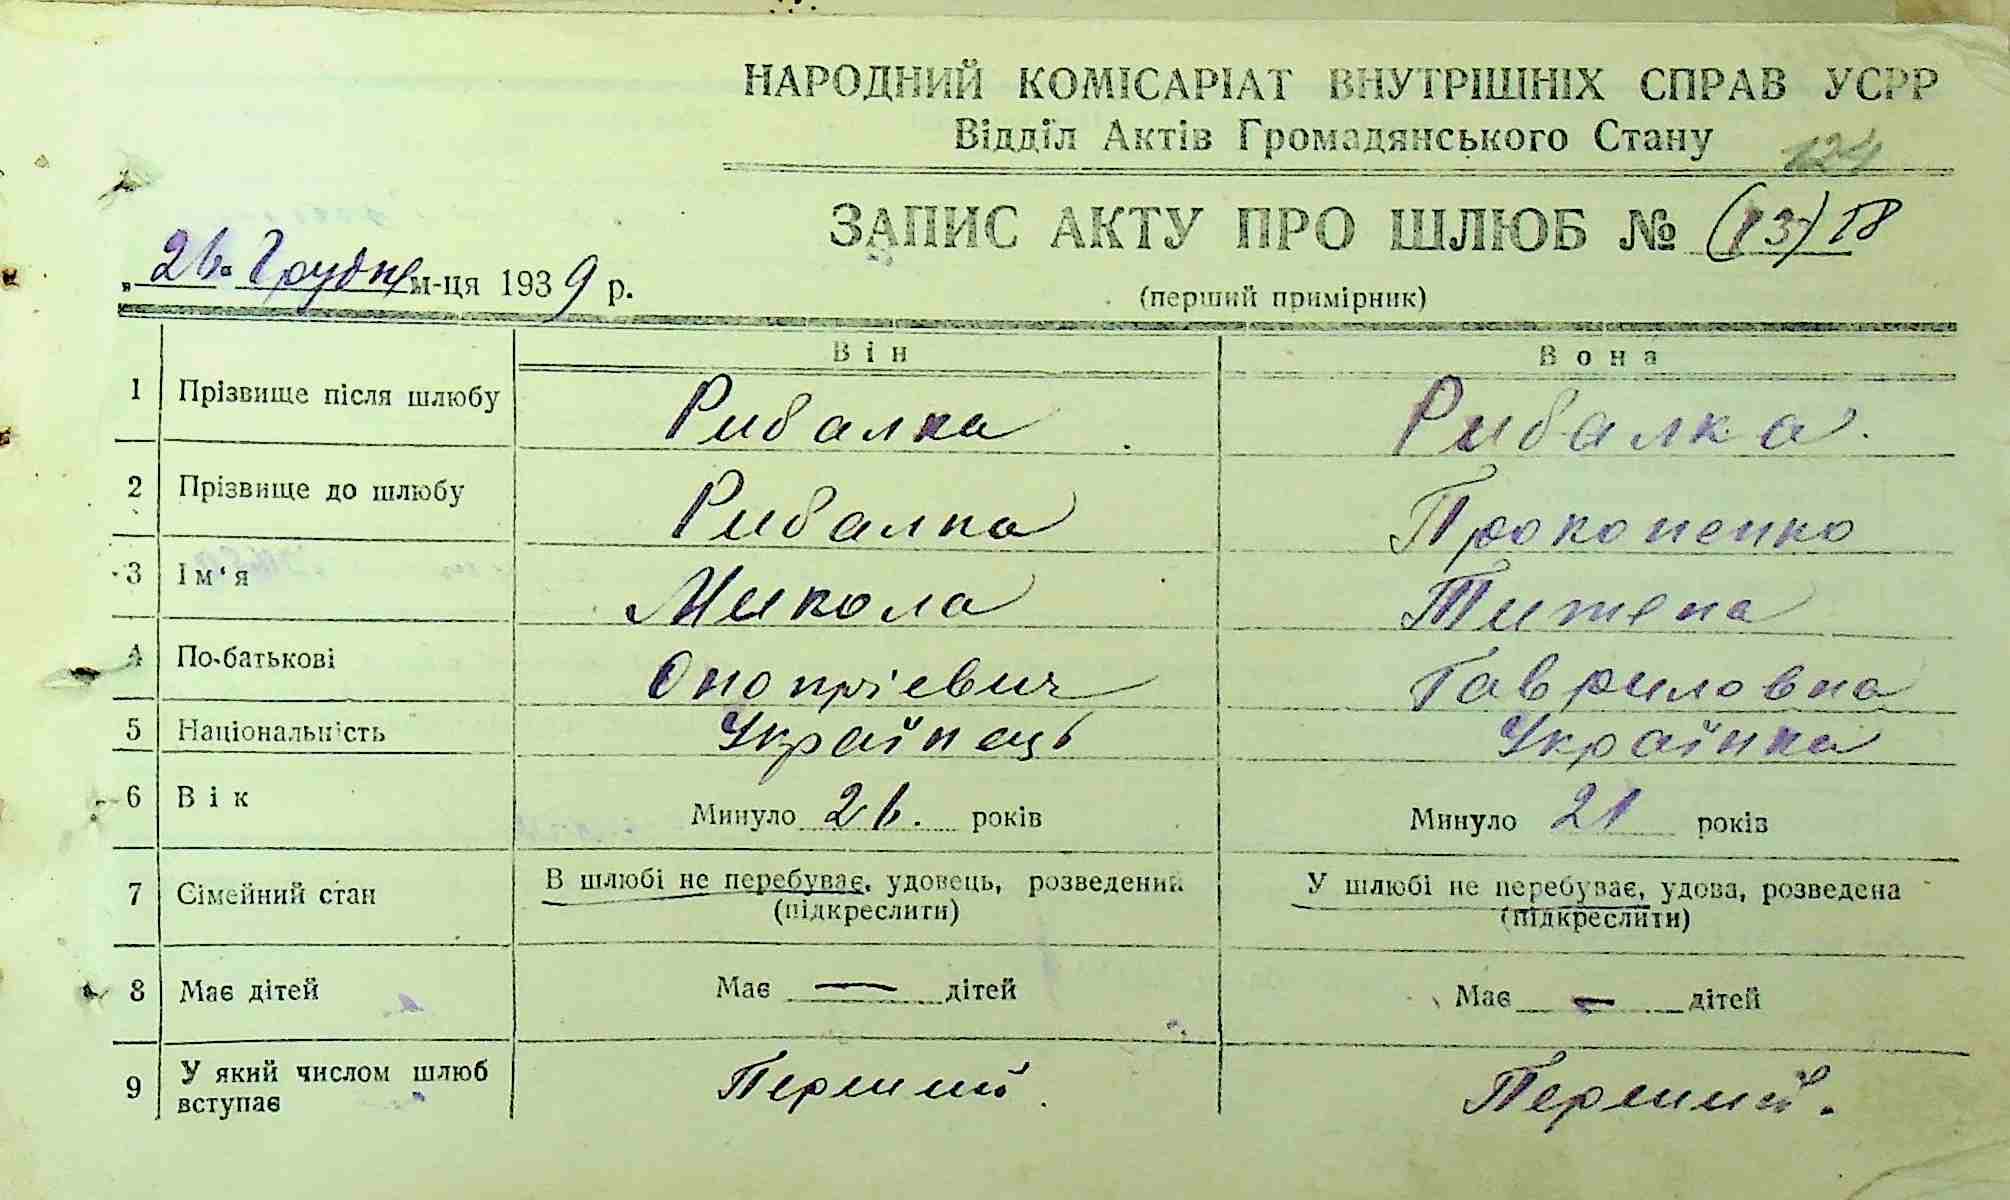 НАРОДНИЙ КОМІСАРІАТ ВНУТРІШНІХ СПРАВ УСРР
Відділ Актів Громадянського Стану
124
ЗАПИС АКТУ ПРО ШЛЮБ № (13) 18
„26" Грудня м-ця 1939 р.
(перший примірник)
Він Вона
1 Прізвище після шлюбу Рибалка Рибалка.
2 Прізвище до шлюбу Рибалка Прокопенко
3 Ім'я Микола
4 По-батькові Онопріевич Гавриловна
5 Національність Українець Українка
6 Вік Минуло 26. років Минуло 21 років
7 Сімейний стан В шлюбі не перебуває, удовець, розведений У шлюбі не перебуває, удова, розведена
(підкреслити) (підкреслити)
8 Має дітей Має — дітей Має — дітей
9 У який числом шлюб вступає Перший. Перший.